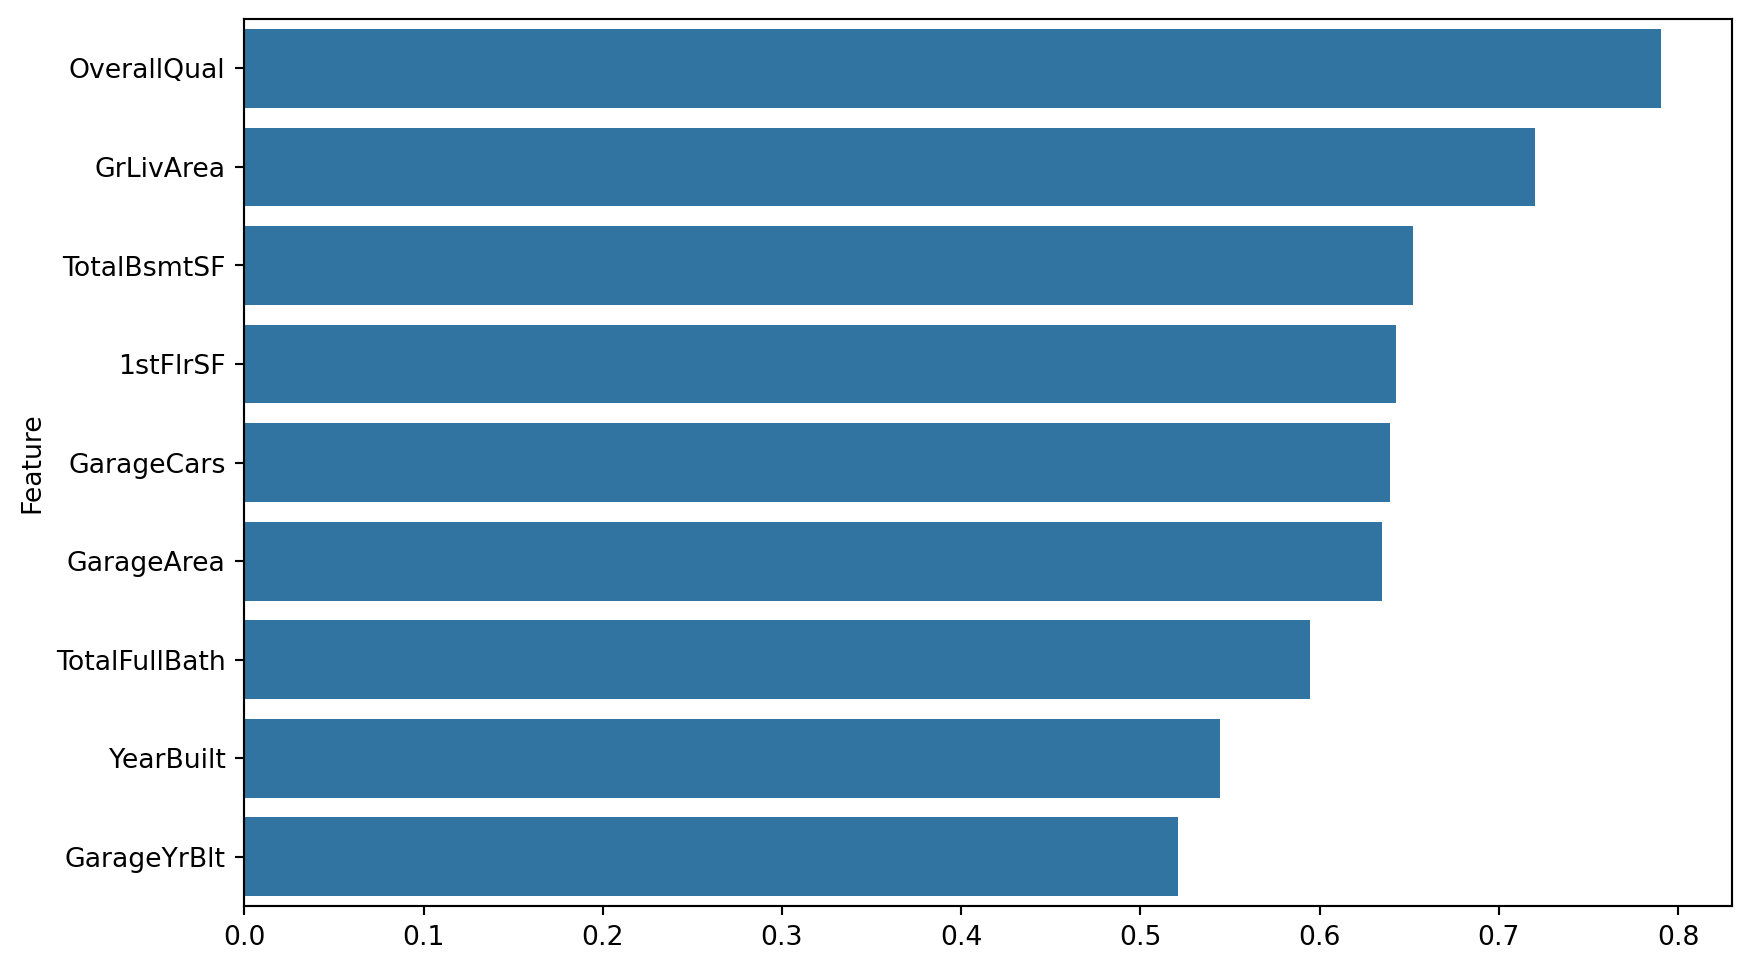 OverallQual
GrLivArea
TotalBsmtSF
1stFlrSF
GarageCars
GarageArea
TotalFullBath
YearBuilt
GarageYrBlt
Feature
0.0 0.1 0.2 0.3 0.4 0.5 0.6 0.7 0.8